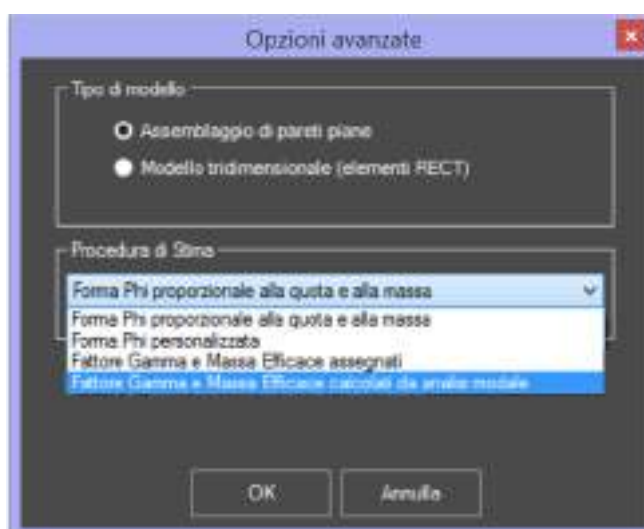 Opzioni avanzate
Tipo di modello
Assemblaggio di pareti piane
Modello tridimensionale (elementi RECT)
Procedura di Stima
Forma Phi proporzionale alla quota e alla massa
Forma Phi proporzionale alla quota e alla massa
Forma Phi personalizzata
Fattore Gamma e Massa Efficace assegnati
Fattore Gamma e Massa Efficace calcolati da analisi modale
OK
Annulla